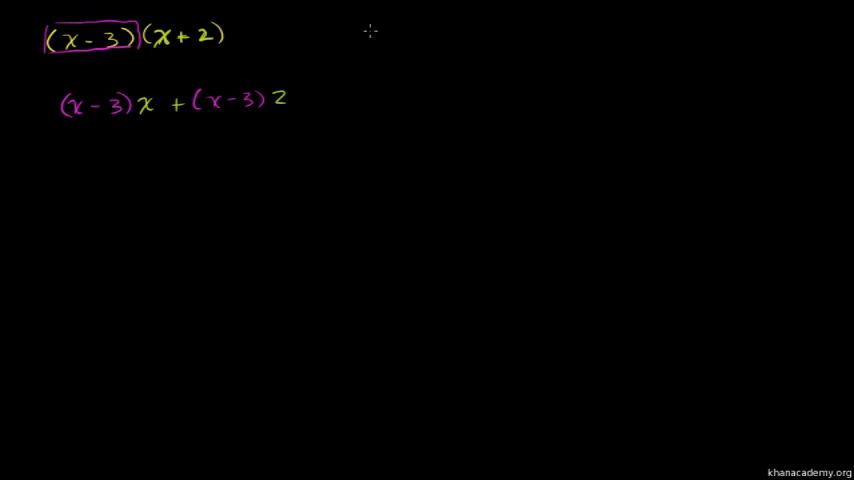 (x - 3)(x + 2)
(x - 3)x + (x - 3)2
khanacademy.org